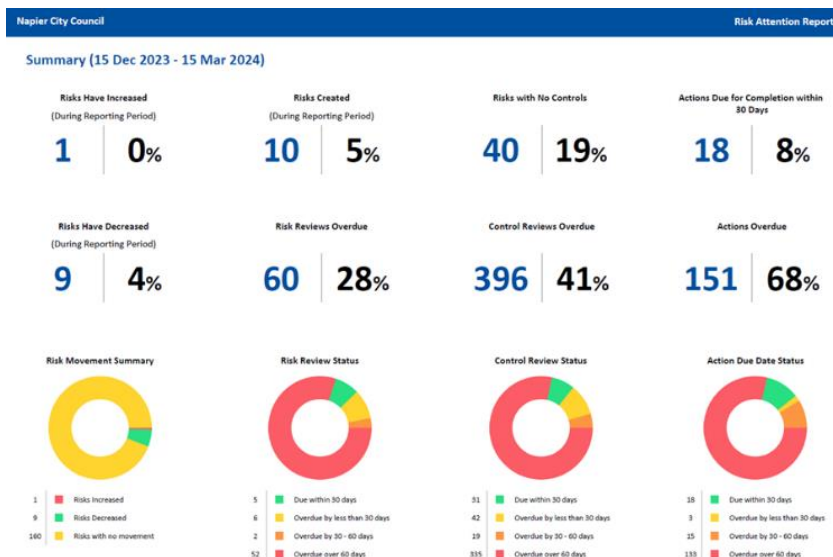 Napier City Council
Risk Attention Report
Summary (15 Dec 2023 - 15 Mar 2024)
Risks Have Increased
(During Reporting Period)
1 0%
Risks Created
(During Reporting Period)
10 5%
Risks with No Controls
40 19%
Actions Due for Completion within
30 Days
18 8%
Risks Have Decreased
(During Reporting Period)
9 4%
Risk Reviews Overdue
60 28%
Control Reviews Overdue
396 41%
Actions Overdue
151 68%
Risk Movement Summary
1 Risks Increased
9 Risks Decreased
160 Risks with no movement
Risk Review Status
5 Due within 30 days
6 Overdue by less than 30 days
2 Overdue by 30 - 60 days
52 Overdue over 60 days
Control Review Status
31 Due within 30 days
42 Overdue by less than 30 days
19 Overdue by 30 - 60 days
335 Overdue over 60 days
Action Due Date Status
18 Due within 30 days
3 Overdue by less than 30 days
15 Overdue by 30 - 60 days
133 Overdue over 60 days